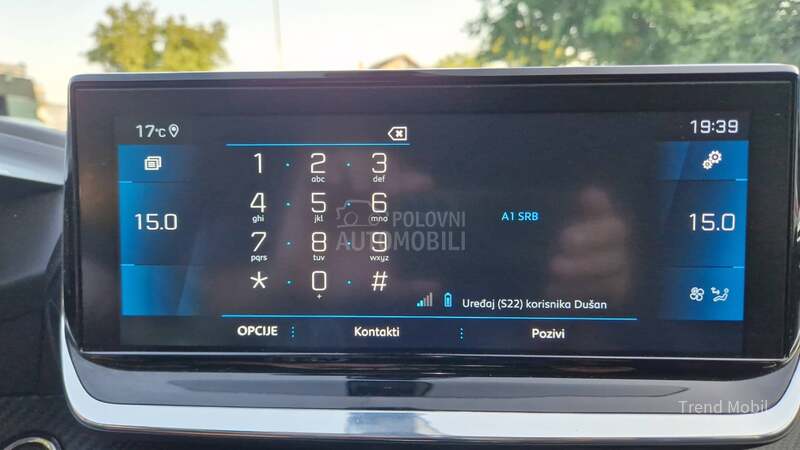 17°C
19:39
1 · 2 · 3
abc def
4 · 5 · 6
ghi jkl mno
7 · 8 · 9
pqrs tuv wxyz
* · 0 · #
+
15.0
A1 SRB
15.0
POLOVNI
AUTOMOBILI
Uređaj (S22) korisnika Dušan
OPCIJE
Kontakti
Pozivi
Trend Mobil